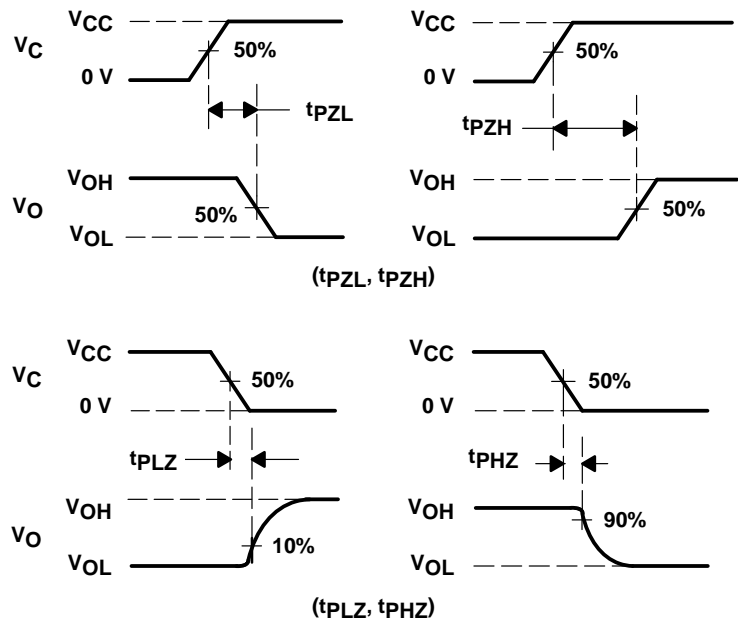 VCC VCC
VC 50% 50%
0 V 0 V
tPZL tPZH
VOH VOH
VO 50% 50%
VOL VOL
(tPZL, tPZH)
VCC VCC
VC 50% 50%
0 V 0 V
tPLZ tPHZ
VOH VOH
VO 10% 90%
VOL VOL
(tPLZ, tPHZ)